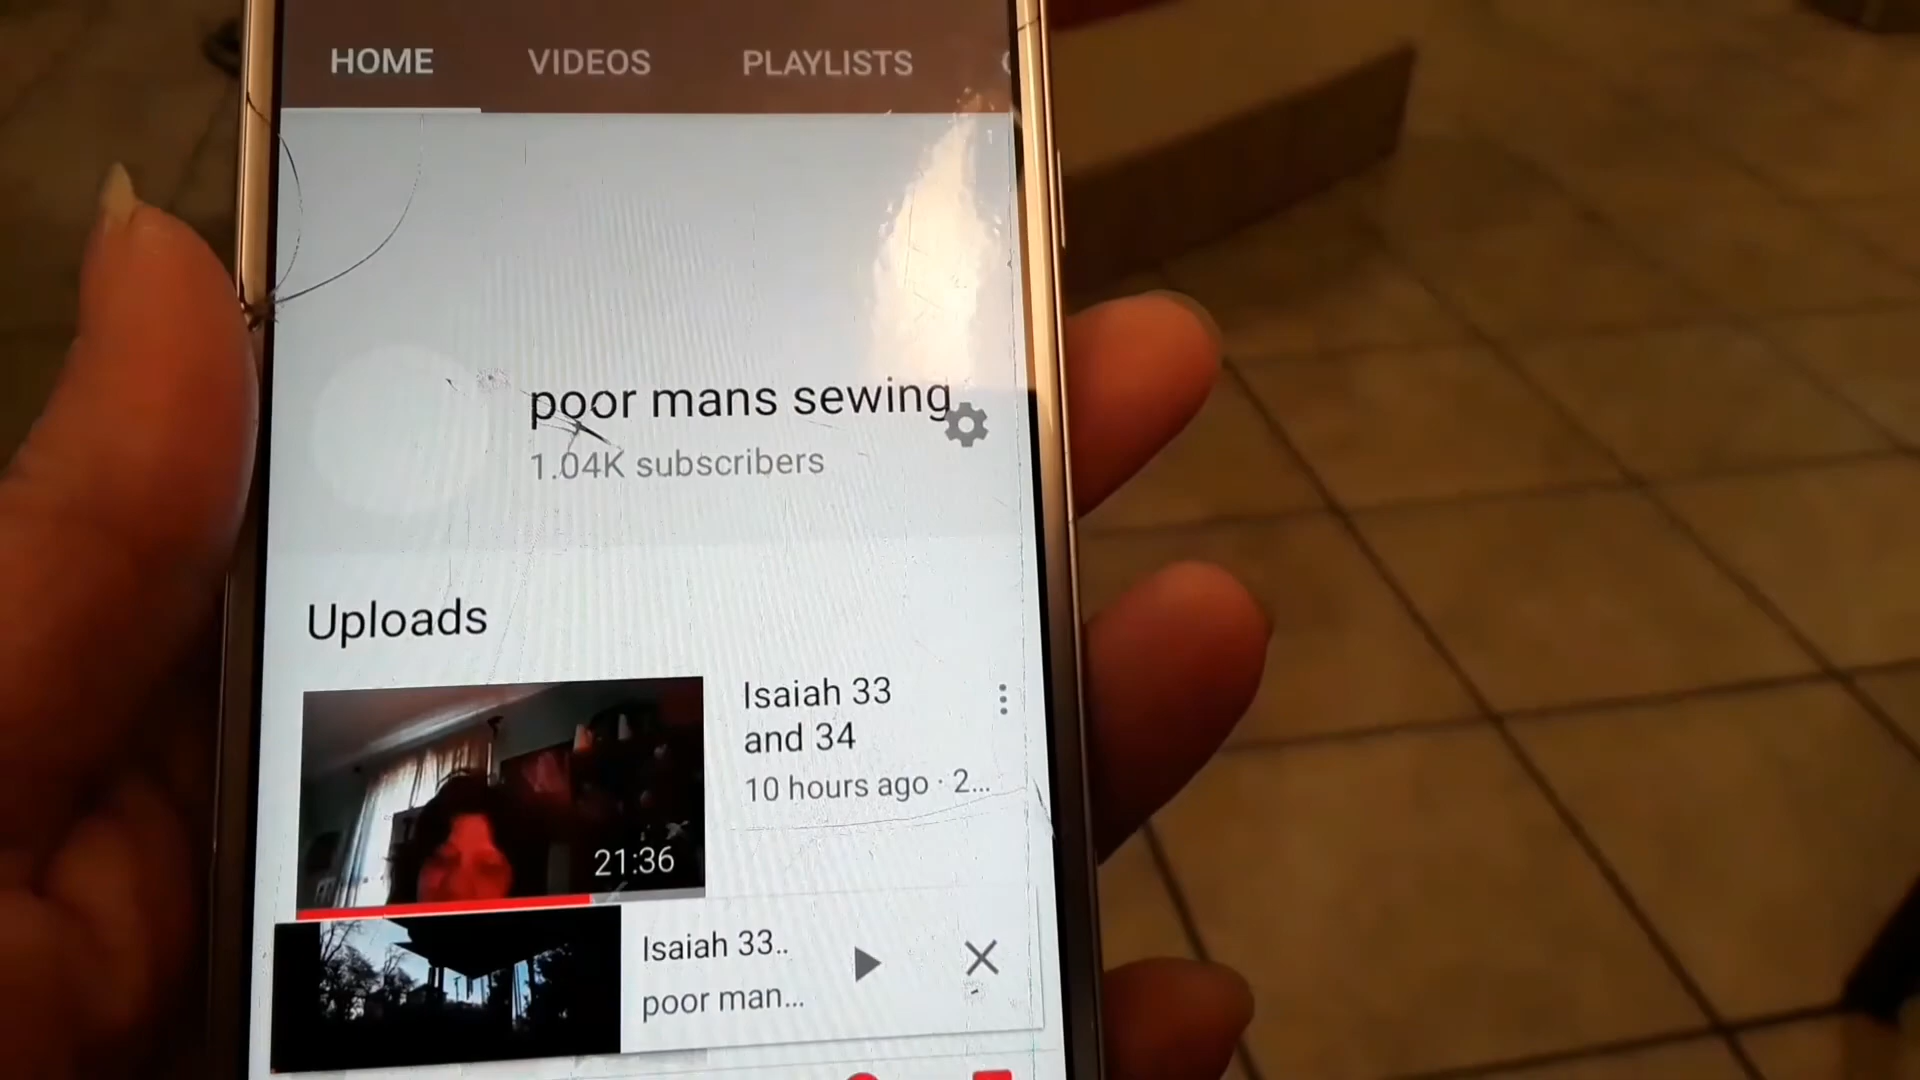 HOME VIDEOS PLAYLISTS
poor mans sewing
1.04K subscribers
Uploads
Isaiah 33
and 34
10 hours ago · 2...
21:36
Isaiah 33..
poor man...